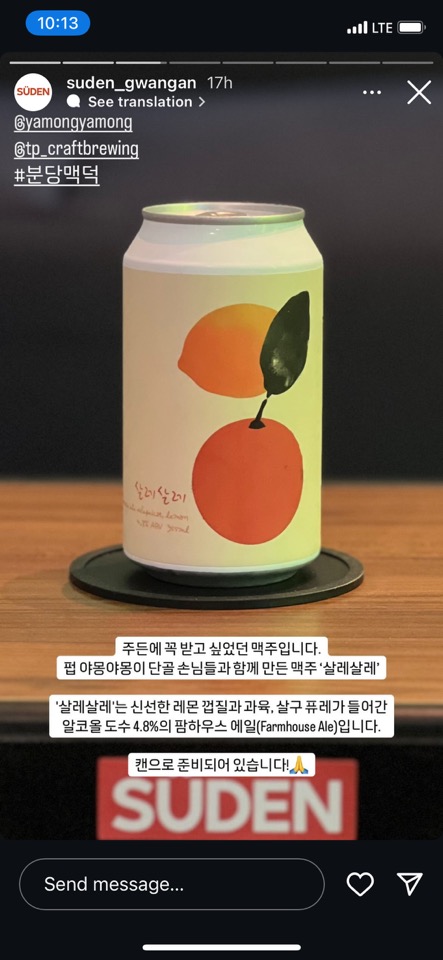 10:13
LTE
SÜDEN
suden_gwangan 17h
See translation
@yamongyamong
@tp_craftbrewing
#분당맥덕
살레살레
lemon
주든에 꼭 받고 싶었던 맥주입니다.
펍 야몽야몽이 단골 손님들과 함께 만든 맥주 '살레살레'
'살레살레'는 신선한 레몬 껍질과 과육, 살구 퓨레가 들어간
알코올 도수 4.8%의 팜하우스 에일(Farmhouse Ale)입니다.
캔으로 준비되어 있습니다!🙏
SUDEN
Send message...